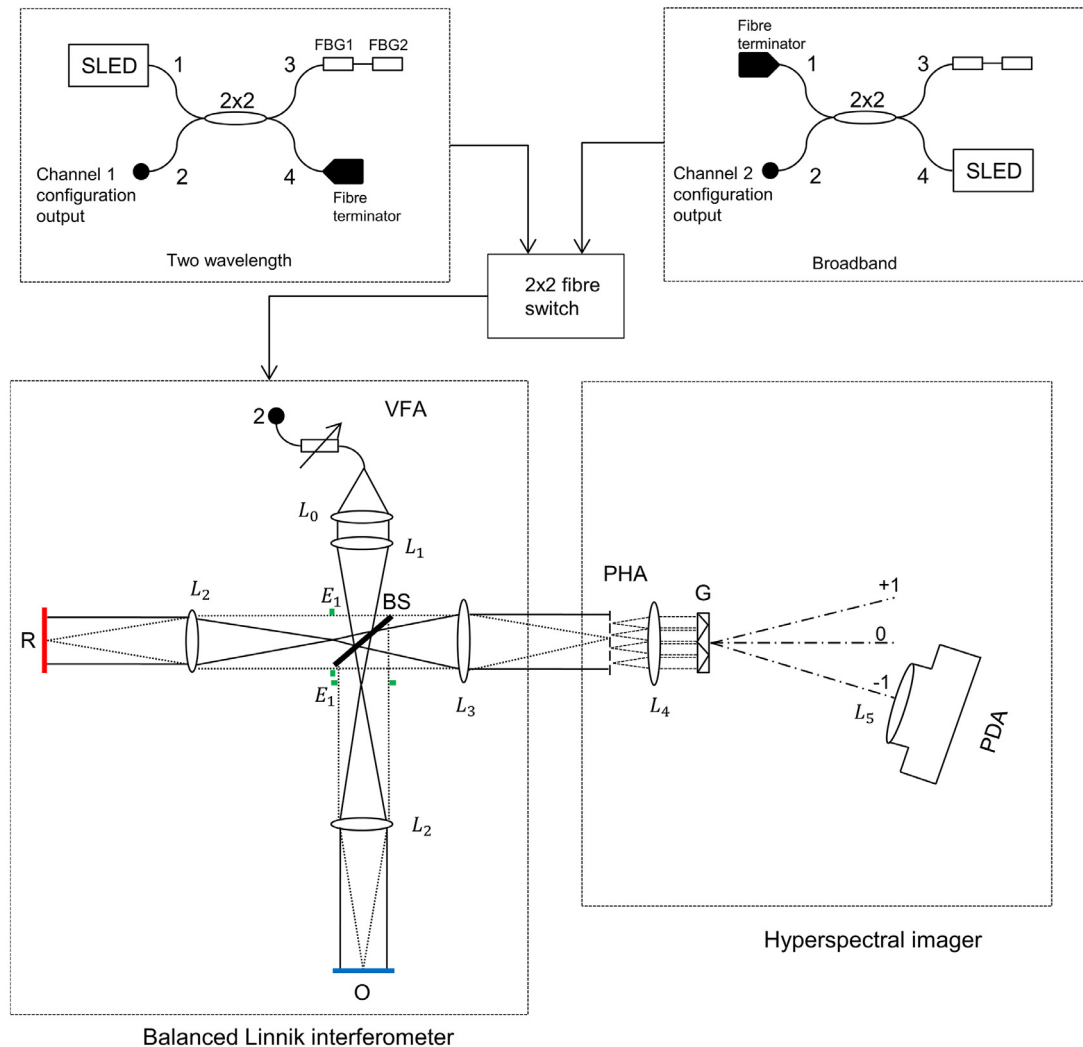 SLED
1
2
2x2
3
4
FBG1
FBG2
Channel 1
configuration
output
Fibre
terminator
Two wavelength
Fibre
terminator
1
2
2x2
3
4
SLED
Channel 2
configuration
output
Broadband
2x2 fibre
switch
2
VFA
L₀
L₁
L₂
E₁
BS
R
E₁
L₃
L₂
O
Balanced Linnik interferometer
PHA
G
L₄
+1
0
-1
L₅
PDA
Hyperspectral imager